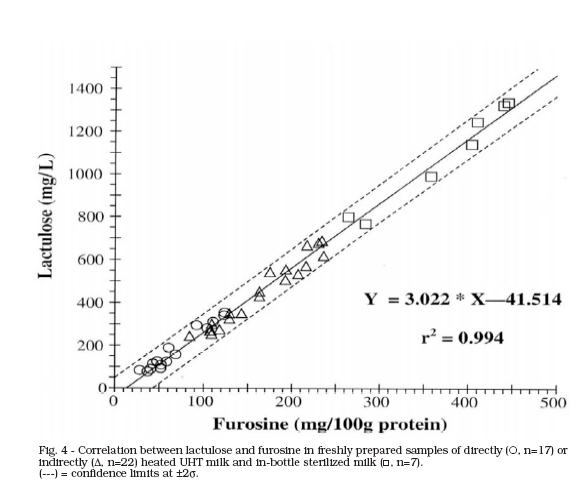 1400
1200
1000
800
600
400
200
0
Lactulose (mg/L)
Y = 3.022 * X—41.514
r² = 0.994
0 100 200 300 400 500
Furosine (mg/100g protein)
Fig. 4 - Correlation between lactulose and furosine in freshly prepared samples of directly (○, n=17) or
indirectly (Δ, n=22) heated UHT milk and in-bottle sterilized milk (□, n=7).
(---) = confidence limits at ±2σ.